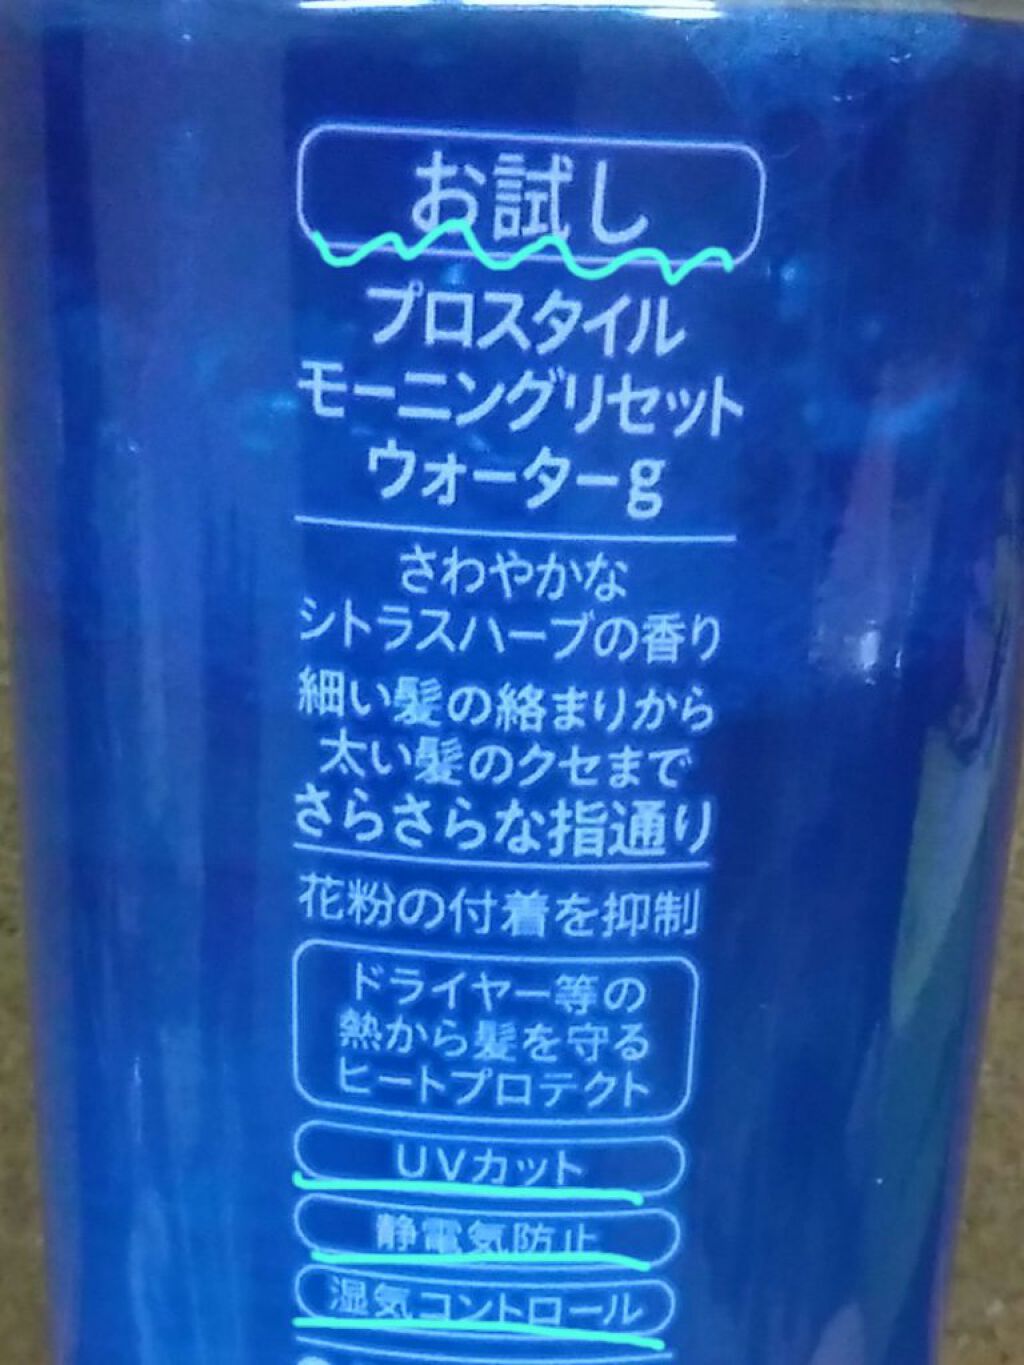 お試し
プロスタイル
モーニングリセット
ウォーターg
さわやかな
シトラスハーブの香り
細い髪の絡まりから
太い髪のクセまで
さらさらな指通り
花粉の付着を抑制
ドライヤー等の
熱から髪を守る
ヒートプロテクト
UVカット
静電気防止
湿気コントロール